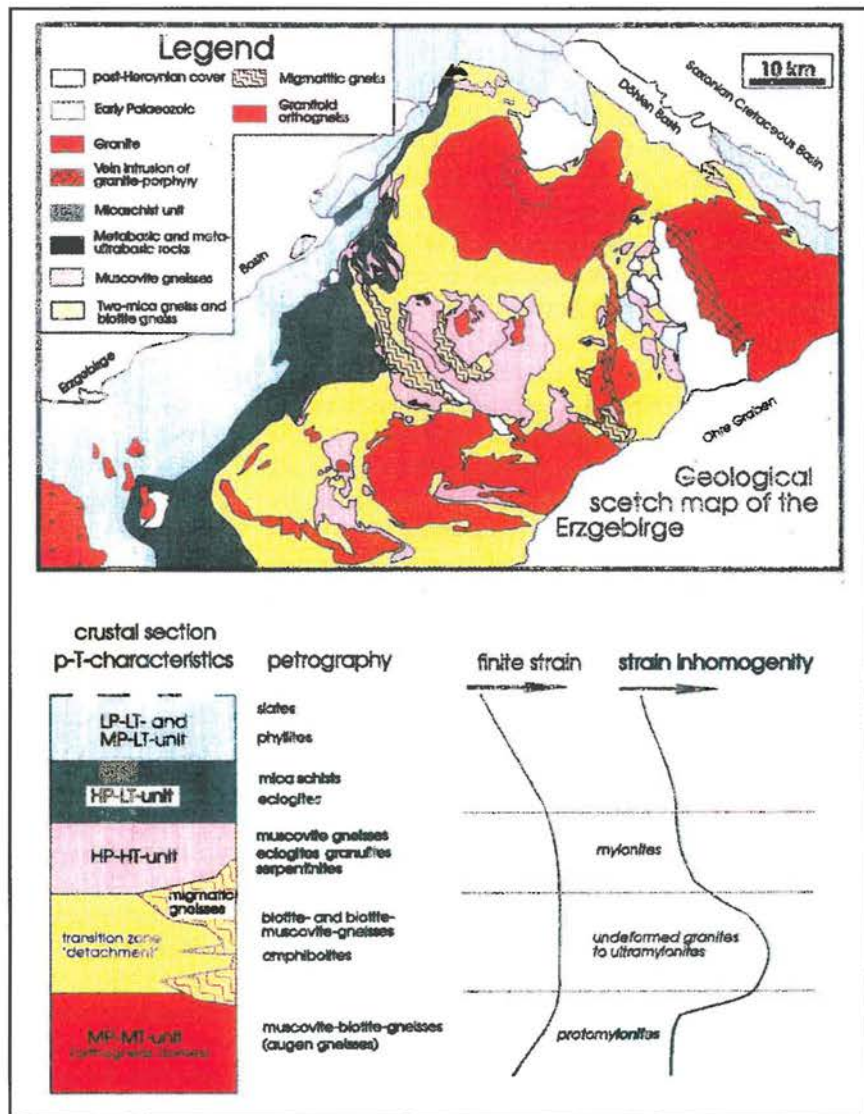 Legend
post-Hercynian cover
Early Palaeozoic
Granite
Vein intrusion of
granite-porphyry
Micaschist unit
Metabasic and meta-
ultrabasic rocks
Muscovite gneisses
Two-mica gneiss and
biotite gneiss
Migmatitic gneiss
Granitoid
orthogneiss
10 km
Saxonian Cretaceous Basin
Döhlen Basin
Erzgebirge
Basin
Ohre Graben
Geological
scetch map of the
Erzgebirge
crustal section
p-T-characteristics
petrography
finite strain
strain inhomogenity
LP-LT- and
MP-LT-unit
slates
phyllites
HP-LT-unit
mica schists
eclogites
HP-HT-unit
muscovite gneisses
eclogites granulites
serpentinites
mylonites
migmatic
gneisses
transition zone
"detachment"
biotite- and biotite-
muscovite-gneisses
amphibolites
undeformed granites
to ultramylonites
MP-MT-unit
(orthogneiss domes)
muscovite-biotite-gneisses
(augen gneisses)
protomylonites